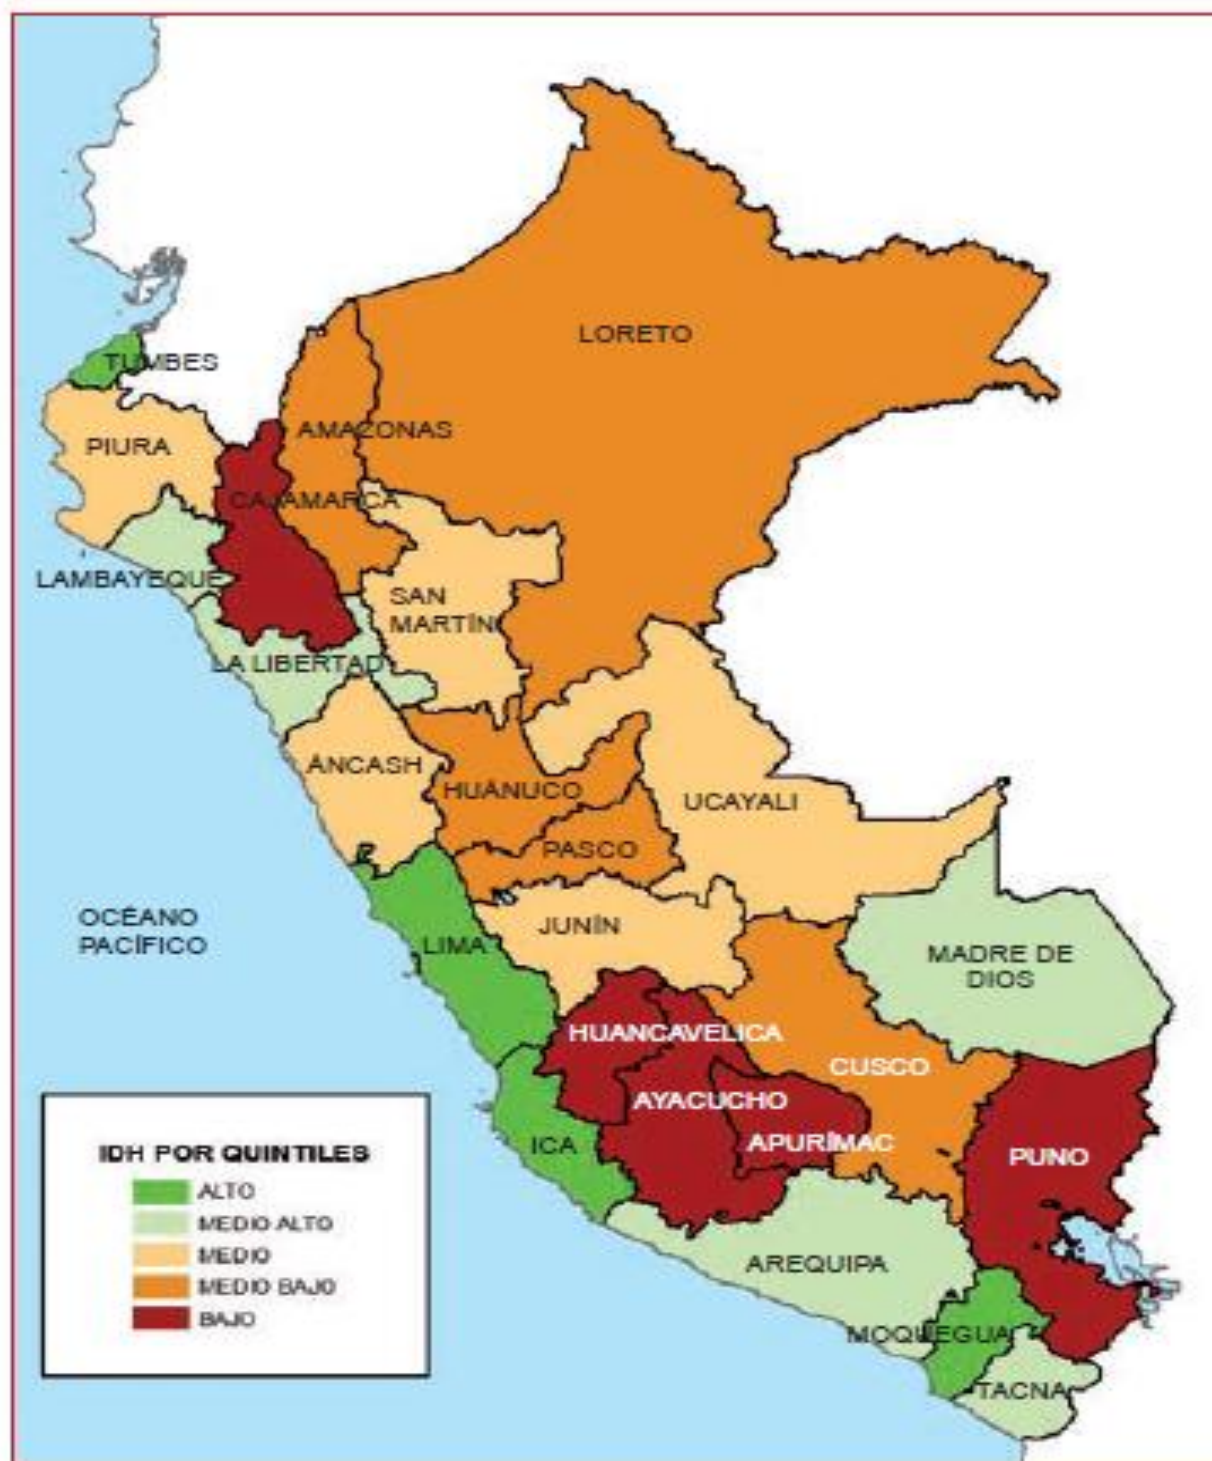 LORETO
TUMBES
AMAZONAS
PIURA
CAJAMARCA
LAMBAYEQUE
SAN
MARTÍN
LA LIBERTAD
ÁNCASH
HUÁNUCO
UCAYALI
PASCO
OCÉANO
PACÍFICO
JUNÍN
LIMA
MADRE DE
DIOS
HUANCAVELICA
CUSCO
AYACUCHO
APURÍMAC
ICA
PUNO
AREQUIPA
MOQUEGUA
TACNA
IDH POR QUINTILES
ALTO
MEDIO ALTO
MEDIO
MEDIO BAJO
BAJO